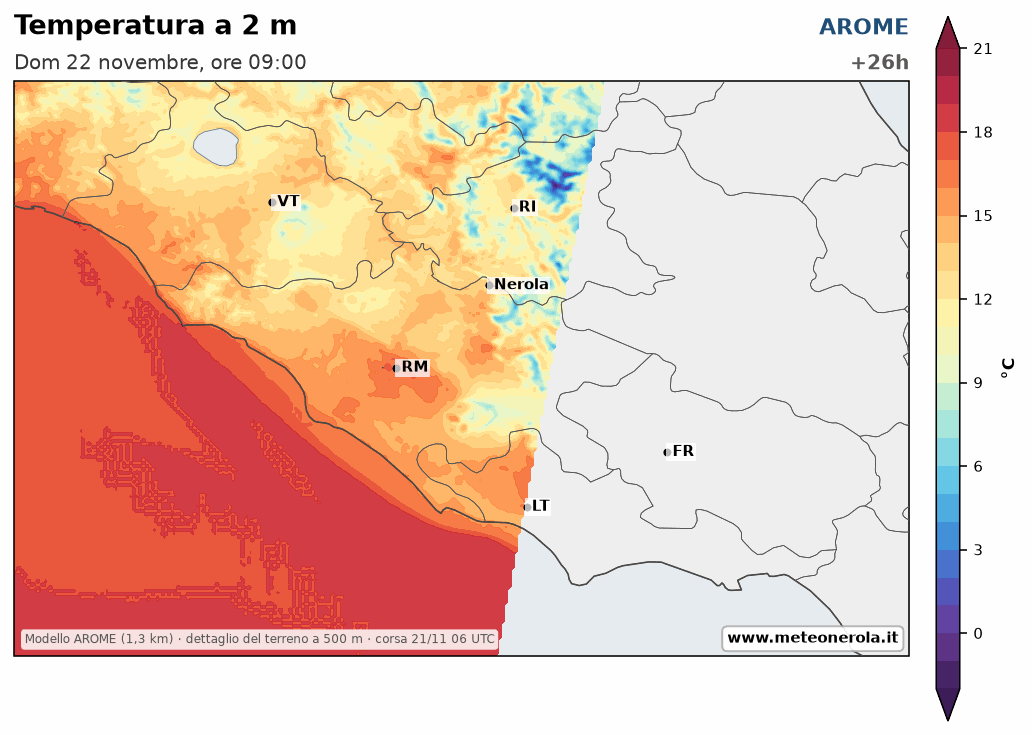 Temperatura a 2 m
AROME
Dom 22 novembre, ore 09:00
+26h
21
18
15
12
9
6
3
0
°C
VT
RI
Nerola
RM
FR
LT
Modello AROME (1,3 km) · dettaglio del terreno a 500 m · corsa 21/11 06 UTC
www.meteonerola.it